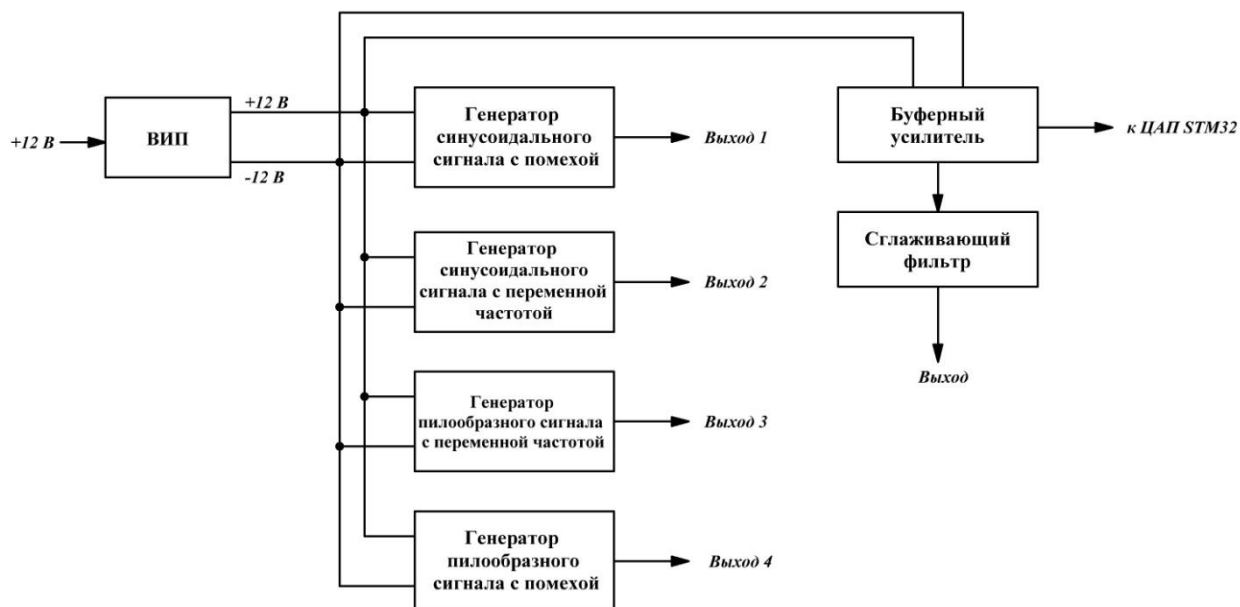 +12 В
ВИП
+12 В
-12 В
Генератор
синусоидального
сигнала с помехой
Выход 1
Генератор
синусоидального
сигнала с переменной
частотой
Выход 2
Генератор
пилообразного сигнала
с переменной частотой
Выход 3
Генератор
пилообразного
сигнала с помехой
Выход 4
Буферный
усилитель
к ЦАП STM32
Сглаживающий
фильтр
Выход